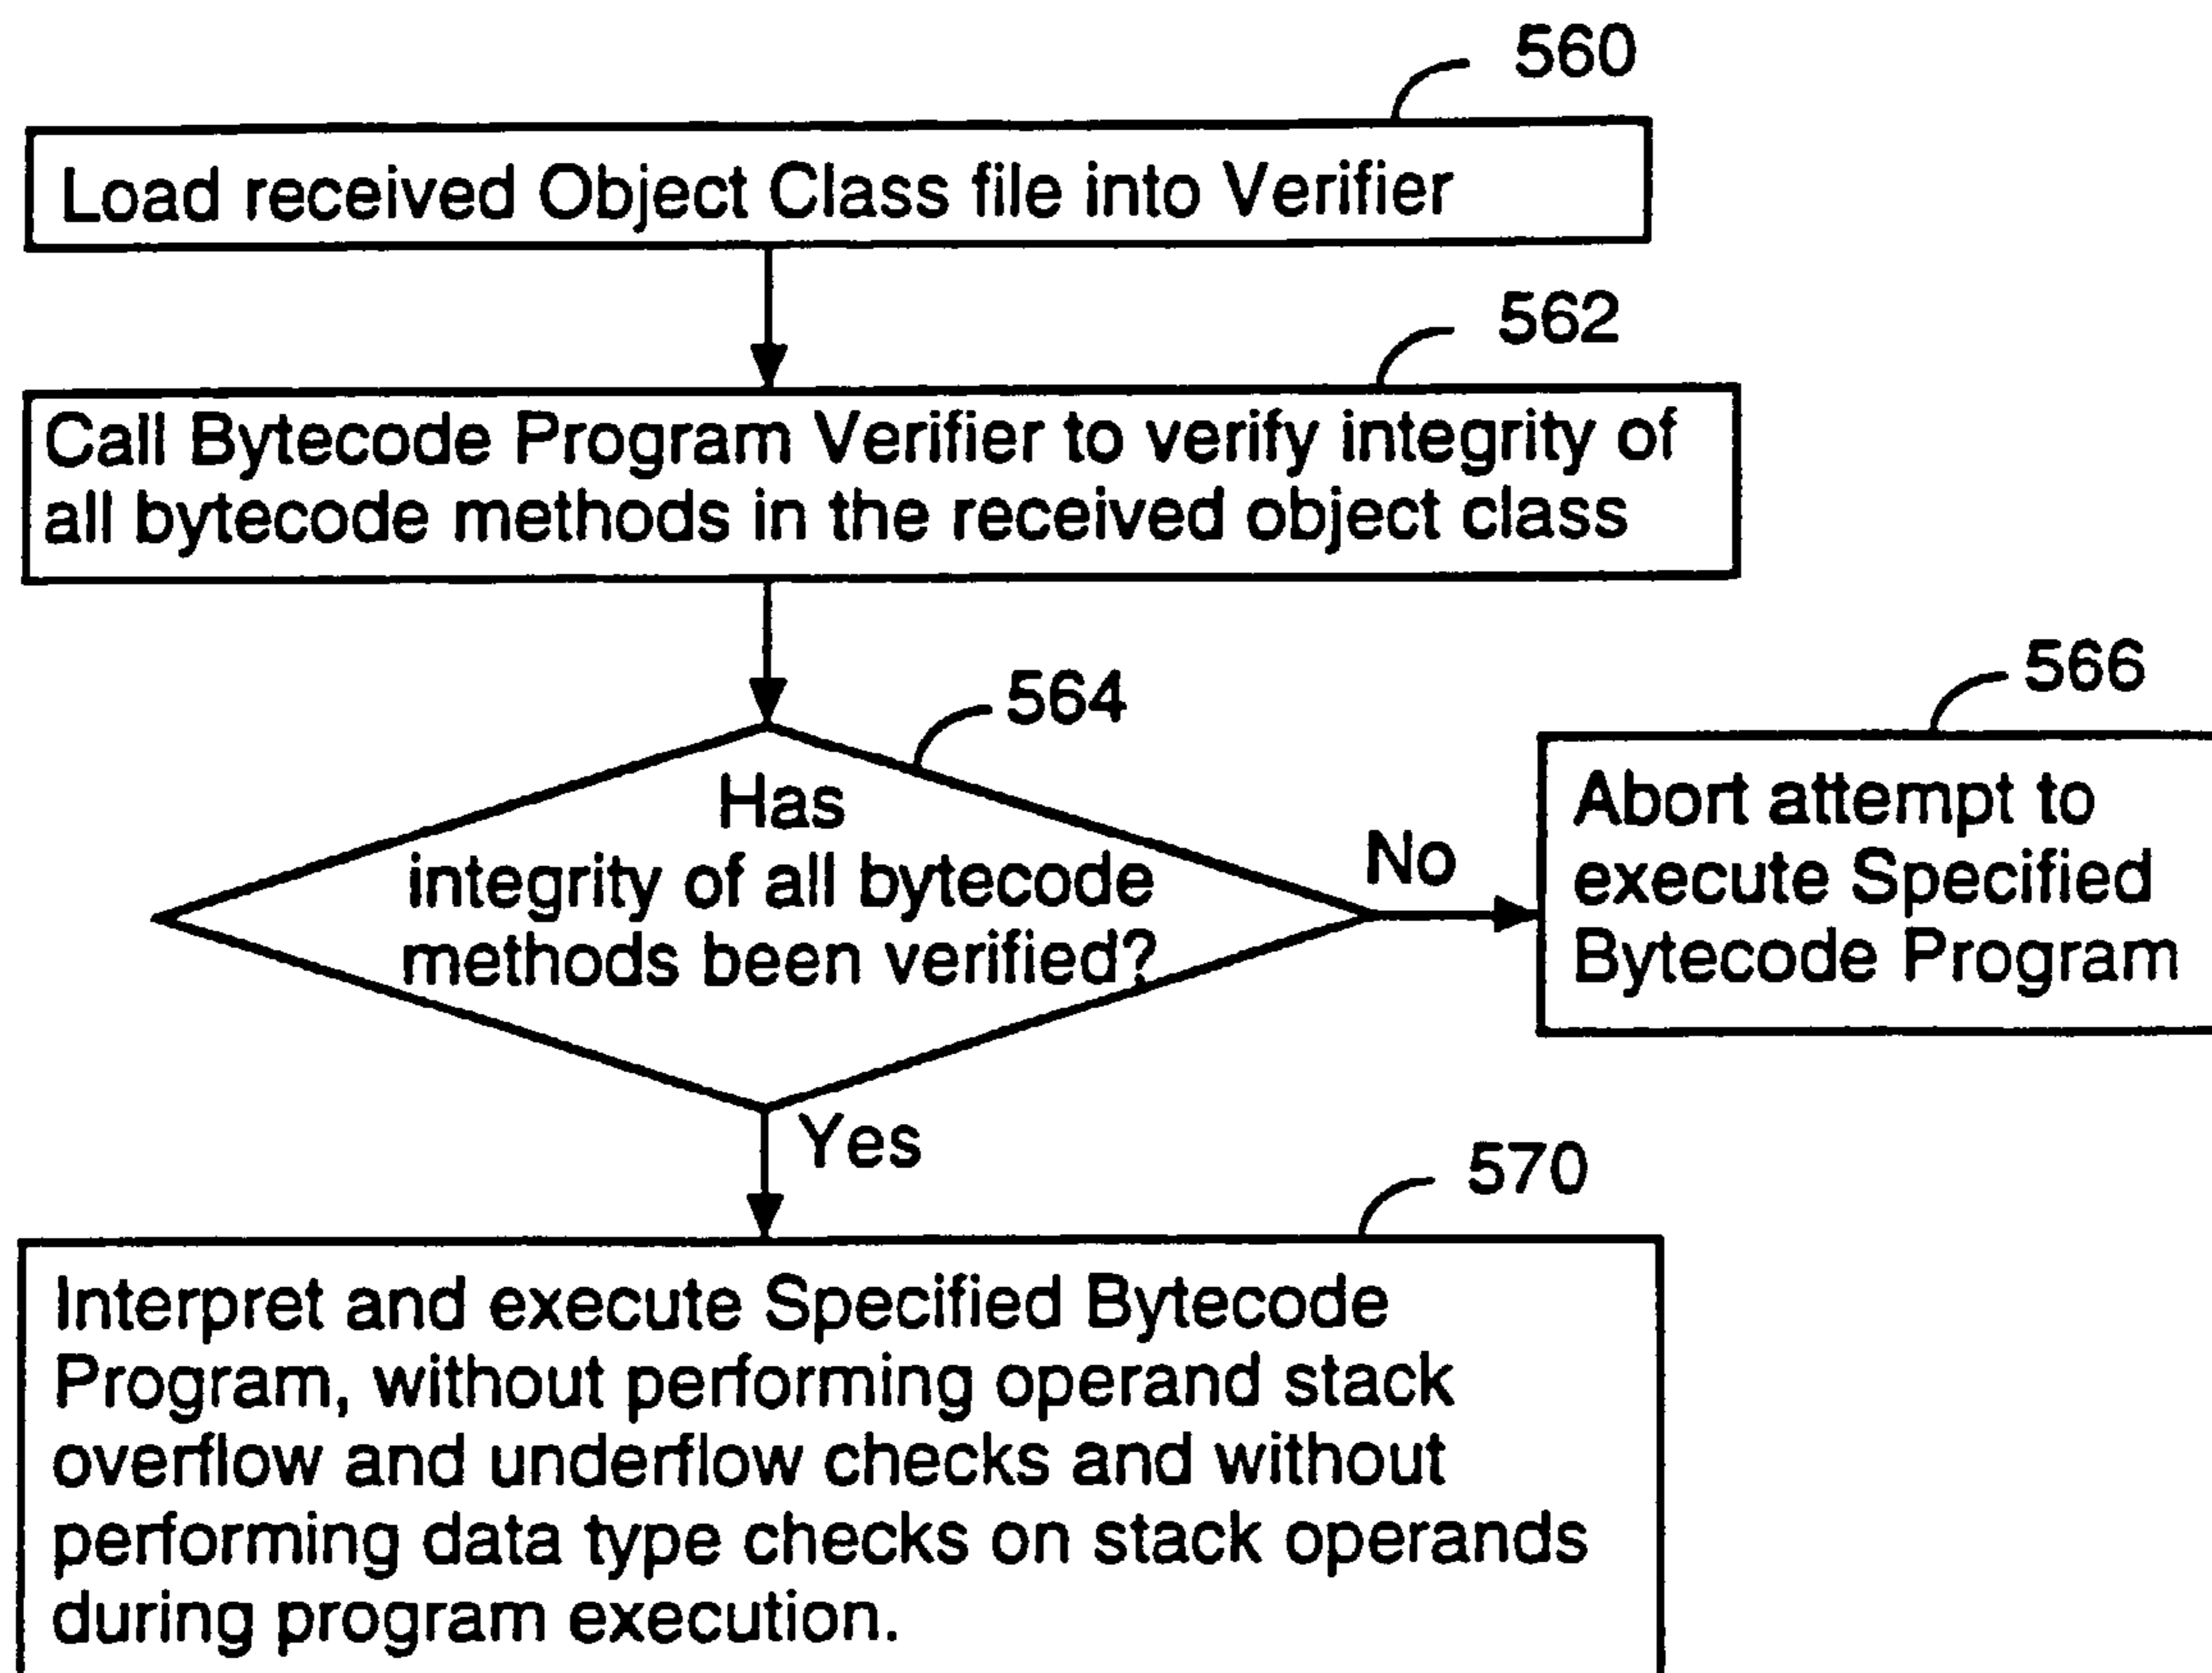 560
Load received Object Class file into Verifier
562
Call Bytecode Program Verifier to verify integrity of
all bytecode methods in the received object class
564
566
Has
integrity of all bytecode
methods been verified?
No
Abort attempt to
execute Specified
Bytecode Program
Yes
570
Interpret and execute Specified Bytecode
Program, without performing operand stack
overflow and underflow checks and without
performing data type checks on stack operands
during program execution.